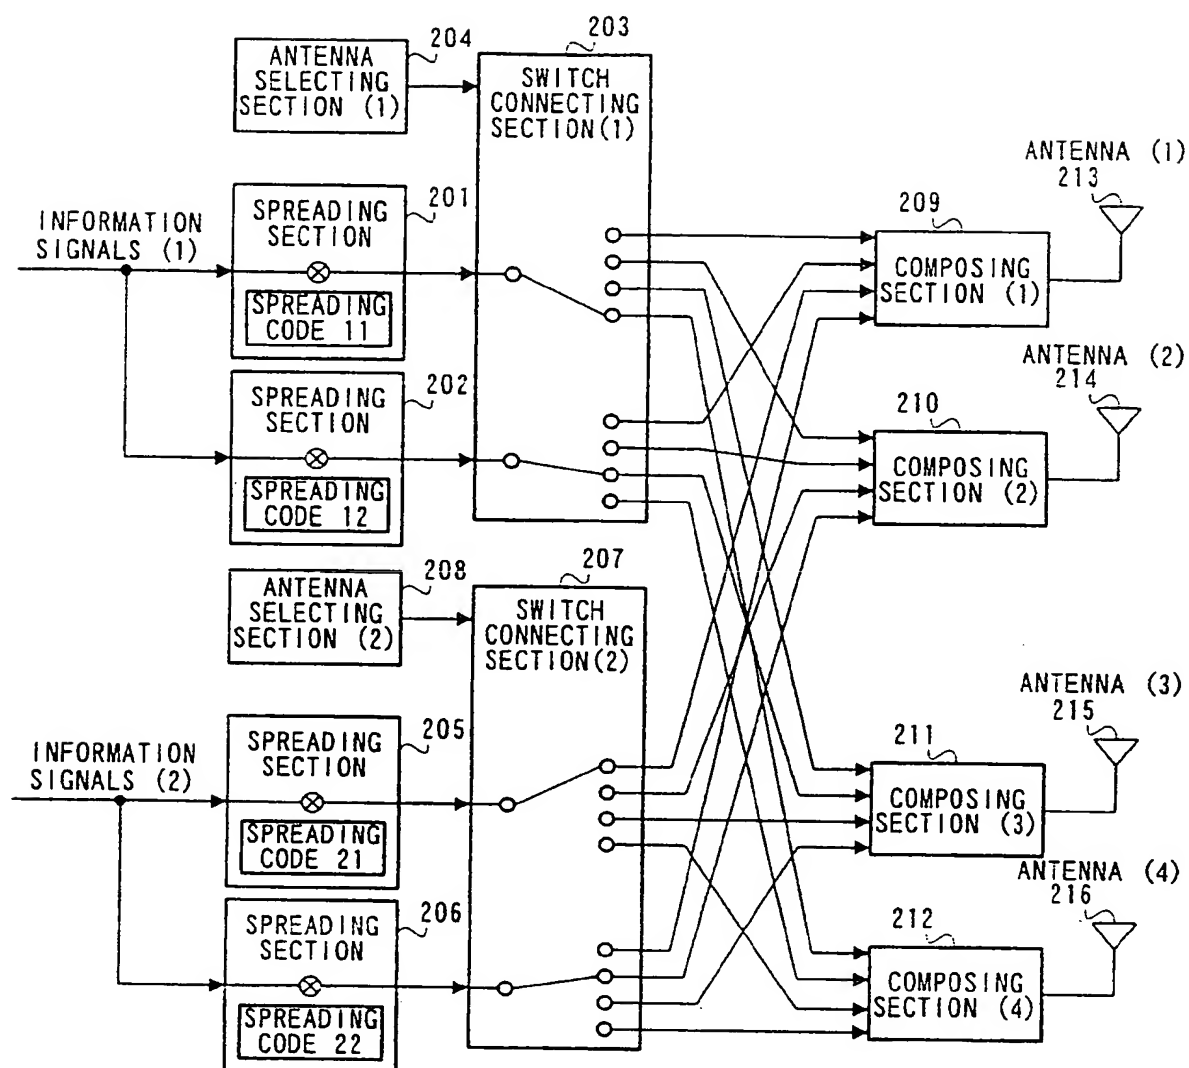 204
ANTENNA
SELECTING
SECTION (1)
203
SWITCH
CONNECTING
SECTION(1)
201
SPREADING
SECTION
SPREADING
CODE 11
INFORMATION
SIGNALS (1)
202
SPREADING
SECTION
SPREADING
CODE 12
ANTENNA (1)
213
209
COMPOSING
SECTION (1)
ANTENNA (2)
214
210
COMPOSING
SECTION (2)
208
ANTENNA
SELECTING
SECTION (2)
207
SWITCH
CONNECTING
SECTION(2)
205
SPREADING
SECTION
SPREADING
CODE 21
INFORMATION
SIGNALS (2)
206
SPREADING
SECTION
SPREADING
CODE 22
ANTENNA (3)
215
211
COMPOSING
SECTION (3)
ANTENNA (4)
216
212
COMPOSING
SECTION (4)